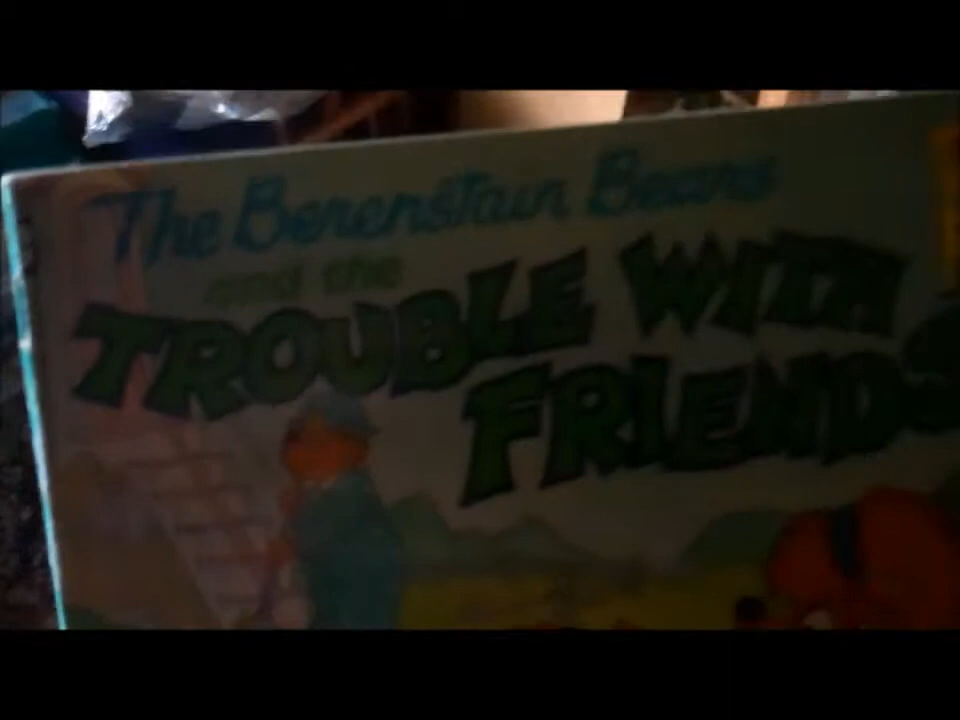 The Berenstain Bears
and the
TROUBLE WITH
FRIENDS